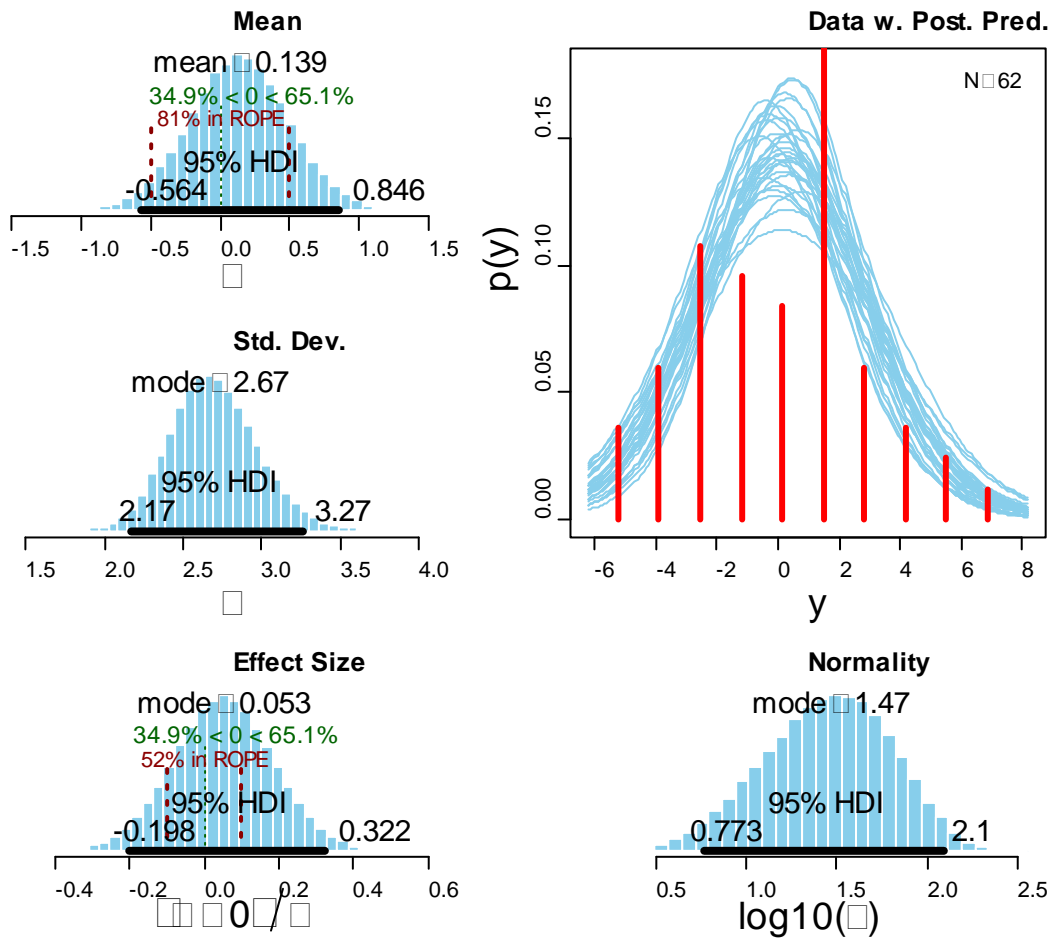 Mean
mean □ 0.139
34.9% < 0 < 65.1%
81% in ROPE
95% HDI
-0.564 0.846
-1.5 -1.0 -0.5 0.0 0.5 1.0 1.5
□
Data w. Post. Pred.
N□62
p(y)
0.00 0.05 0.10 0.15
-6 -4 -2 0 2 4 6 8
y
Std. Dev.
mode □ 2.67
95% HDI
2.17 3.27
1.5 2.0 2.5 3.0 3.5 4.0
□
Effect Size
mode □ 0.053
34.9% < 0 < 65.1%
52% in ROPE
95% HDI
-0.198 0.322
-0.4 -0.2 0.0 0.2 0.4 0.6
□□ □ 0 □/ □
Normality
mode □ 1.47
95% HDI
0.773 2.1
0.5 1.0 1.5 2.0 2.5
log10(□)